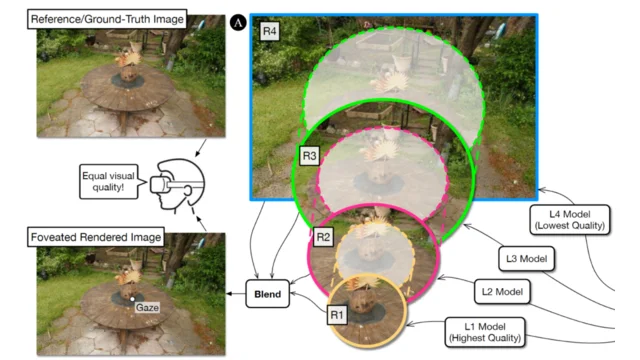 Reference/Ground-Truth Image
A
R4
R3
Equal visual
quality!
R2
L4 Model
(Lowest Quality)
Foveated Rendered Image
L3 Model
Blend
L2 Model
Gaze
R1
L1 Model
(Highest Quality)